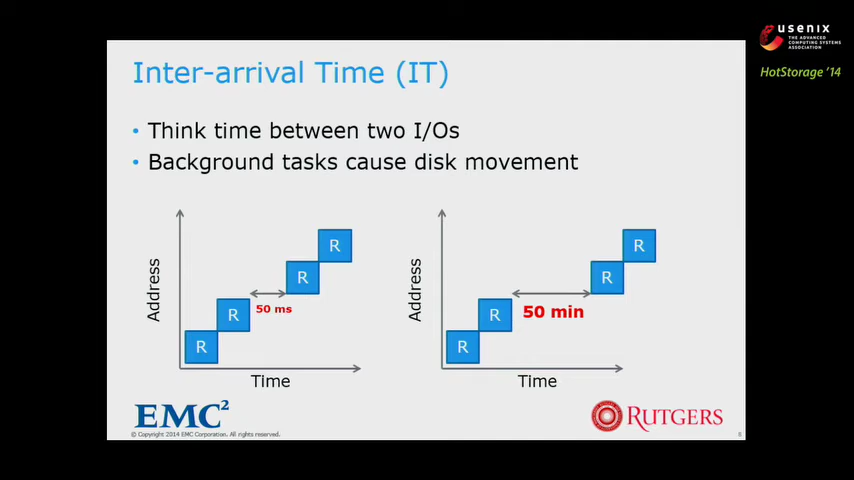 usenix
THE ADVANCED
COMPUTING SYSTEMS
ASSOCIATION
HotStorage '14
Inter-arrival Time (IT)
• Think time between two I/Os
• Background tasks cause disk movement
Address
R
R
50 ms
R
R
Time
Address
R
R
50 min
R
R
Time
EMC²
© Copyright 2014 EMC Corporation. All rights reserved.
RUTGERS
8